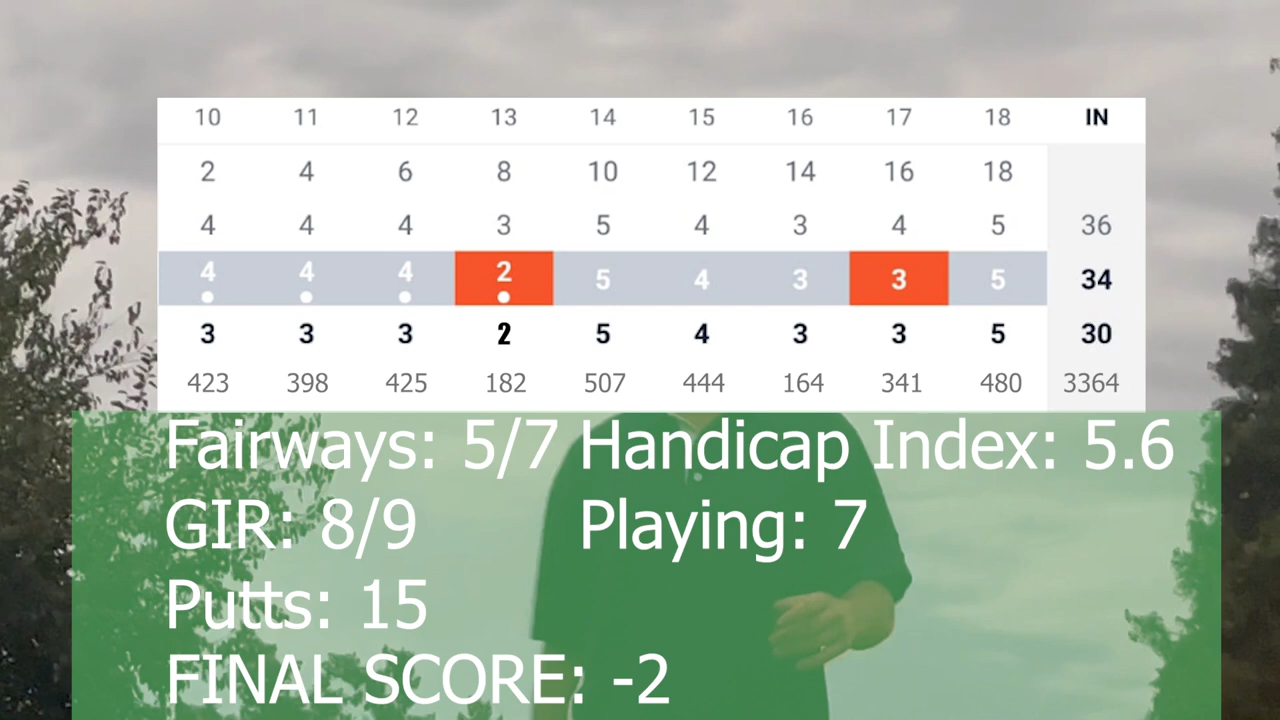 10 11 12 13 14 15 16 17 18 IN
2 4 6 8 10 12 14 16 18
4 4 4 3 5 4 3 4 5 36
4 4 4 2 5 4 3 3 5 34
3 3 3 2 5 4 3 3 5 30
423 398 425 182 507 444 164 341 480 3364
Fairways: 5/7 Handicap Index: 5.6
GIR: 8/9 Playing: 7
Putts: 15
FINAL SCORE: -2